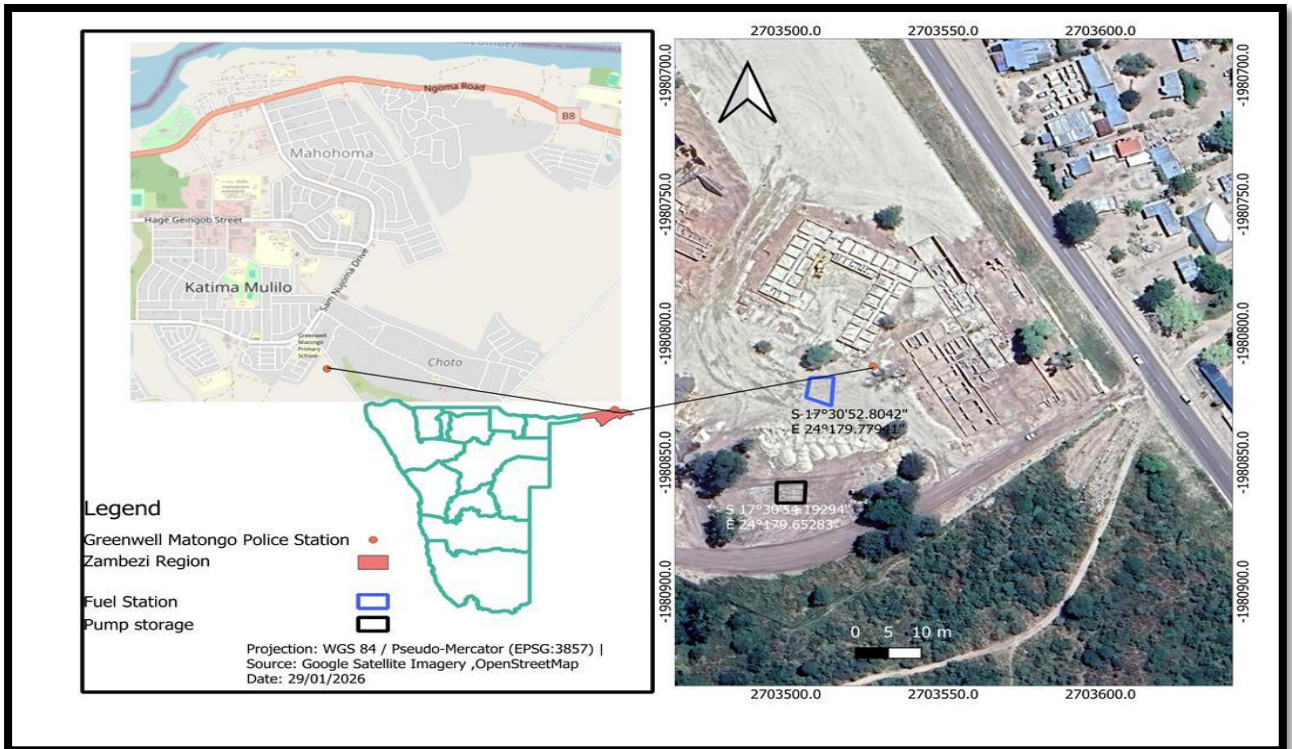 Zambezi
Ngoma Road
B8
Mahohoma
Hage Geingob Street
Katima Mulilo
Sam Nujoma Drive
Greenwell
Matongo
Primary
School
Choto
Legend
Greenwell Matongo Police Station
Zambezi Region
Fuel Station
Pump storage
Projection: WGS 84 / Pseudo-Mercator (EPSG:3857) |
Source: Google Satellite Imagery ,OpenStreetMap
Date: 29/01/2026
2703500.0 2703550.0 2703600.0
-1980700.0 -1980700.0
-1980750.0 -1980750.0
-1980800.0 -1980800.0
S 17°30'52.8042"
E 24°179.77941"
-1980850.0 -1980850.0
S 17°30'54.19294"
E 24°179.65283"
-1980900.0 -1980900.0
0 5 10 m
2703500.0 2703550.0 2703600.0